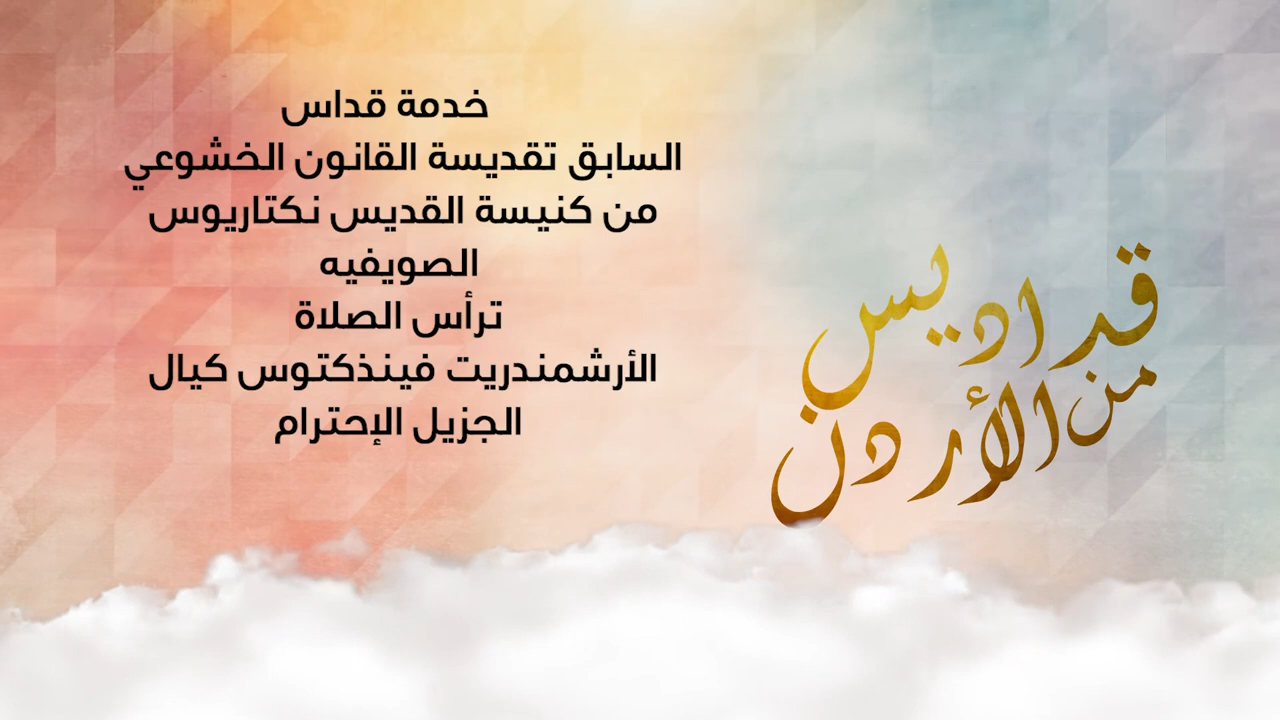 خدمة قداس
السابق تقديسة القانون الخشوعي
من كنيسة القديس نكتاريوس
الصويفيه
ترأس الصلاة
الأرشمندريت فينذكتوس كيال
الجزيل الإحترام
قداديس
من الأردن